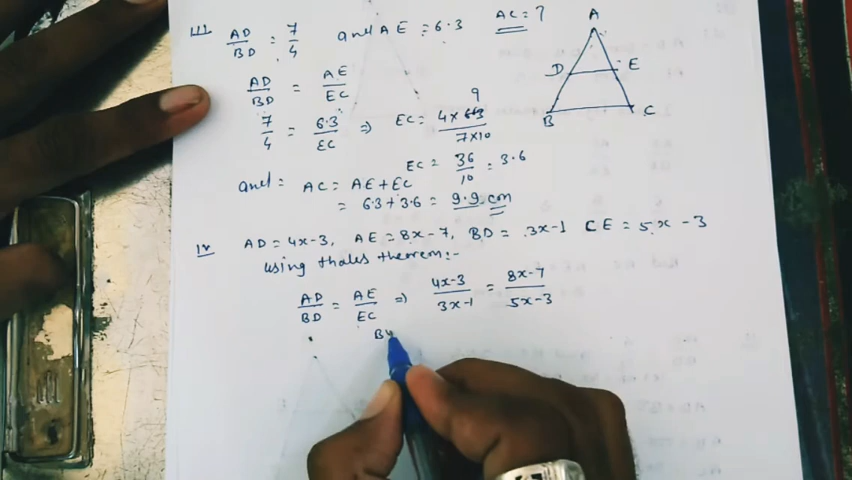 iii AD/BD = 7/4 and AE = 6.3 AC = ?
AD/BD = AE/EC
7/4 = 6.3/EC ⇒ EC = 4×63/7×10
9
EC = 36/10 = 3.6
and = AC = AE+EC
= 6.3+3.6 = 9.9 cm
A
D E
B C
iv AD = 4x-3, AE = 8x-7, BD = 3x-1 CE = 5x-3
using thales theorem:-
AD/BD = AE/EC ⇒ 4x-3/3x-1 = 8x-7/5x-3
By